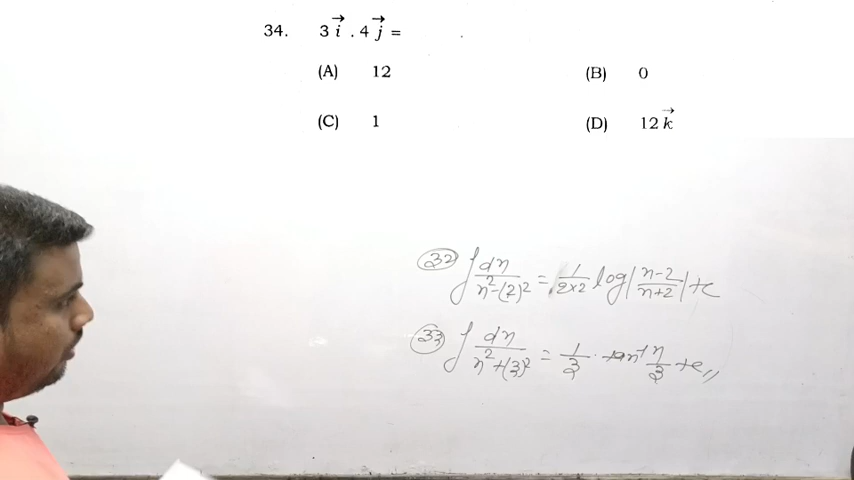 34. 3 i⃗ . 4 j⃗ =
(A) 12 (B) 0
(C) 1 (D) 12 k⃗
32 ∫ dx / x² - (2)² = 1 / 2×2 log | x-2 / x+2 | + c
33 ∫ dx / x² + (3)² = 1 / 3 . tan⁻¹ x / 3 + c,,